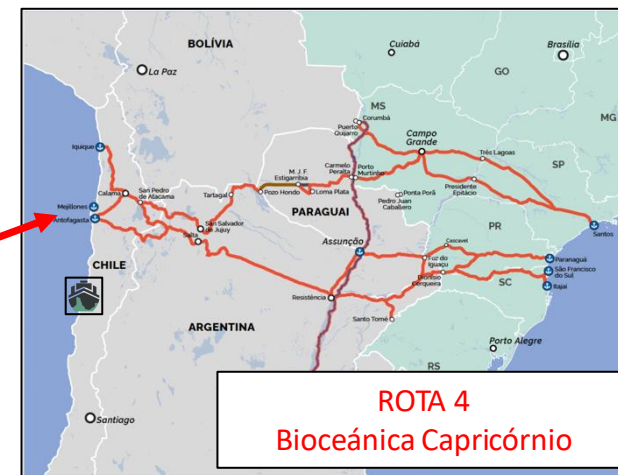 BOLÍVIA
La Paz
Cuiabá
Brasília
GO
MS
MG
Corumbá
Puerto
Quijarro
Campo
Grande
Três Lagoas
Iquique
M. J. F.
Estigarribia
Carmelo
Peralta
Porto
Murtinho
SP
Calama
San Pedro
de Atacama
Tartagal
Pozo Hondo
Loma Plata
Presidente
Epitácio
Mejillones
Antofagasta
San Salvador
de Jujuy
Salta
PARAGUAI
Ponta Porã
Pedro Juan
Caballero
Santos
PR
Assunção
Cascavel
Foz do
Iguaçu
Paranaguá
São Francisco
do Sul
Itajaí
CHILE
Dionísio
Cerqueira
SC
Resistência
Santo Tomé
ARGENTINA
Porto Alegre
RS
Santiago
ROTA 4
Bioceánica Capricórnio